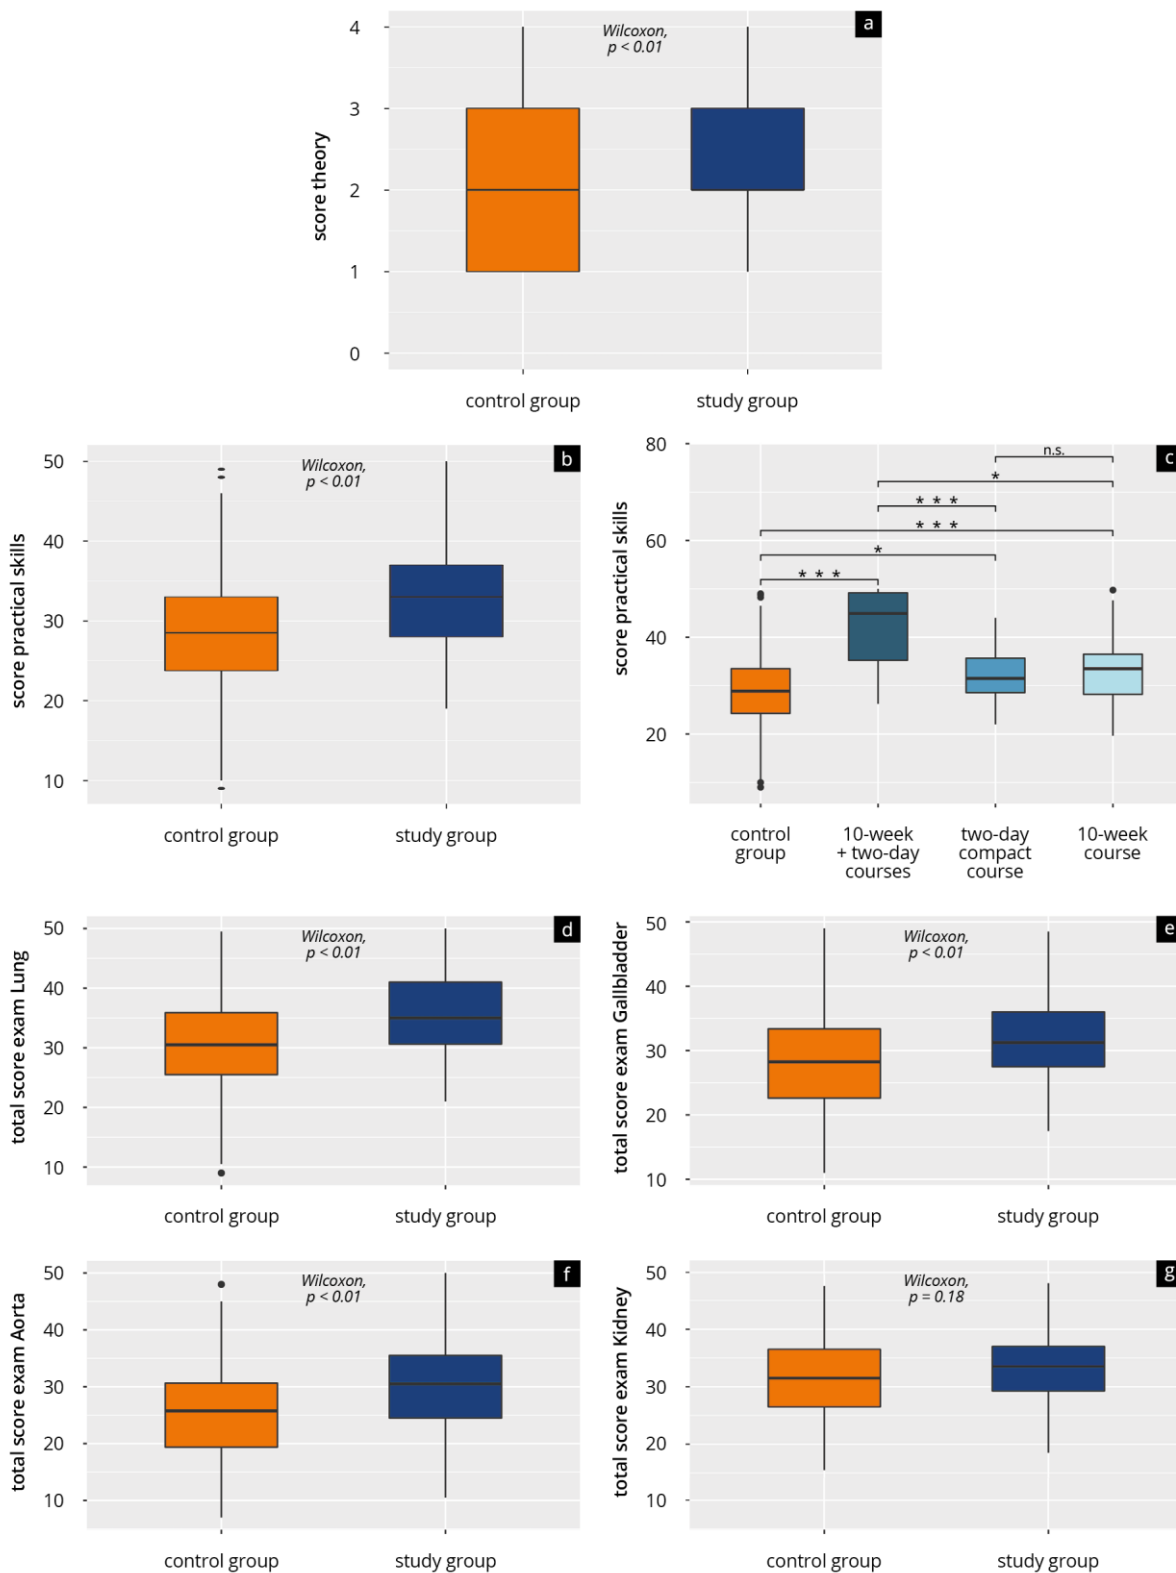 a
Wilcoxon,
p < 0.01
score theory
4
3
2
1
0
control group
study group
b
Wilcoxon,
p < 0.01
score practical skills
50
40
30
20
10
control group
study group
c
score practical skills
80
60
40
20
n.s.
*
* * *
* * *
*
* * *
control
group
10-week
+ two-day
courses
two-day
compact
course
10-week
course
d
Wilcoxon,
p < 0.01
total score exam Lung
50
40
30
20
10
control group
study group
e
Wilcoxon,
p < 0.01
total score exam Gallbladder
50
40
30
20
10
control group
study group
f
Wilcoxon,
p < 0.01
total score exam Aorta
50
40
30
20
10
control group
study group
g
Wilcoxon,
p = 0.18
total score exam Kidney
50
40
30
20
10
control group
study group